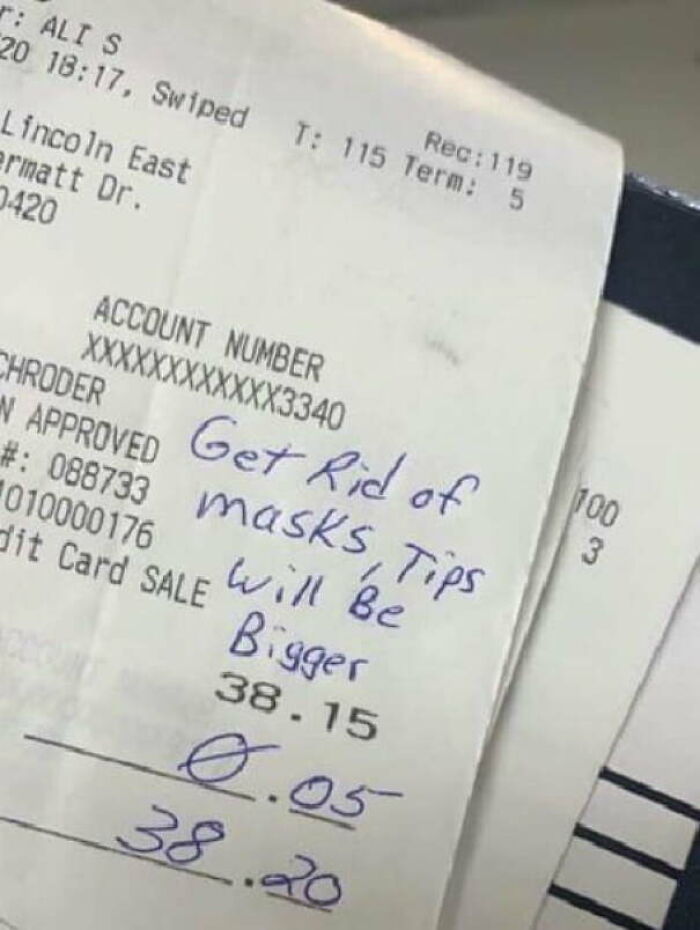 r: ALI S
20 18:17, Swiped
Rec:119
T: 115 Term: 5
Lincoln East
ermatt Dr.
0420
ACCOUNT NUMBER
XXXXXXXXXXXX3340
CHRODER
N APPROVED
#: 088733
1010000176
dit Card SALE
Get Rid of
masks, Tips
Will Be
Bigger
38.15
0.05
38.20
100
3